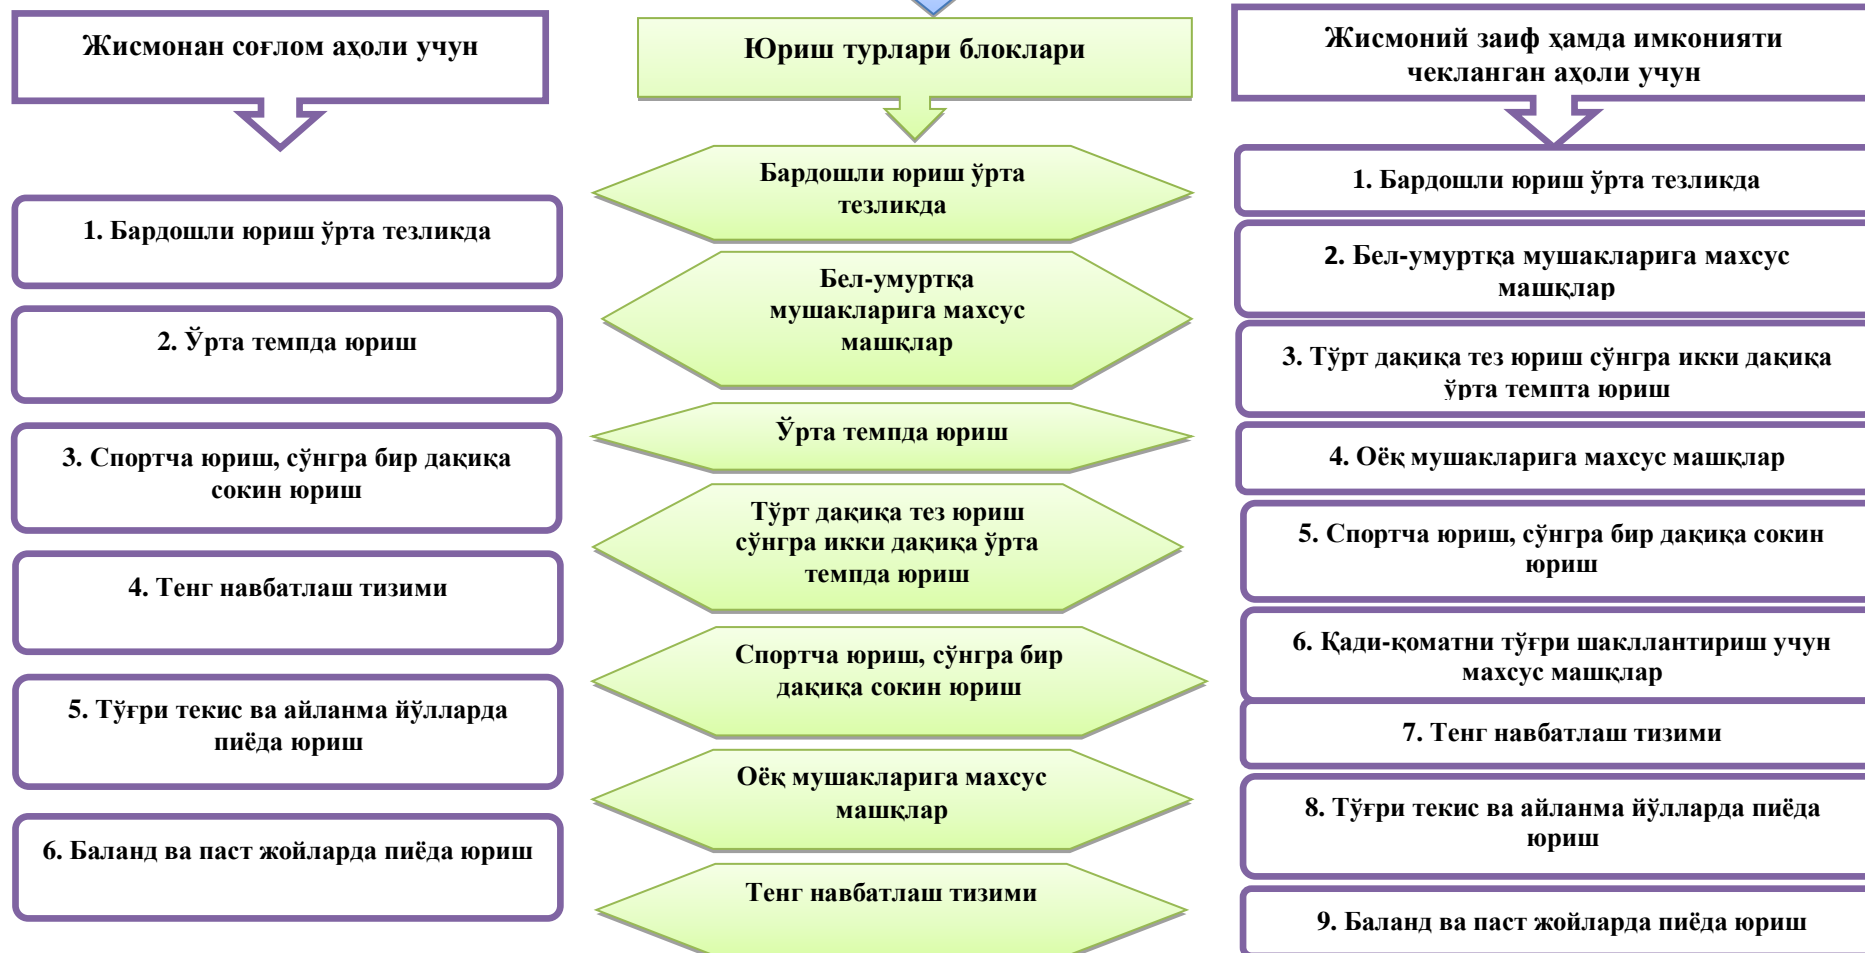 Жисмонан соғлом аҳоли учун
1. Бардошли юриш ўрта тезликда
2. Ўрта темпда юриш
3. Спортча юриш, сўнгра бир дақиқа
сокин юриш
4. Тенг навбатлаш тизими
5. Тўғри текис ва айланма йўлларда
пиёда юриш
6. Баланд ва паст жойларда пиёда юриш
Юриш турлари блоклари
Бардошли юриш ўрта
тезликда
Бел-умуртқа
мушакларига махсус
машқлар
Ўрта темпда юриш
Тўрт дақиқа тез юриш
сўнгра икки дақиқа ўрта
темпда юриш
Спортча юриш, сўнгра бир
дақиқа сокин юриш
Оёқ мушакларига махсус
машқлар
Тенг навбатлаш тизими
Жисмоний заиф ҳамда имконияти
чекланган аҳоли учун
1. Бардошли юриш ўрта тезликда
2. Бел-умуртқа мушакларига махсус
машқлар
3. Тўрт дақиқа тез юриш сўнгра икки дақиқа
ўрта темпта юриш
4. Оёқ мушакларига махсус машқлар
5. Спортча юриш, сўнгра бир дақиқа сокин
юриш
6. Қади-қоматни тўғри шакллантириш учун
махсус машқлар
7. Тенг навбатлаш тизими
8. Тўғри текис ва айланма йўлларда пиёда
юриш
9. Баланд ва паст жойларда пиёда юриш